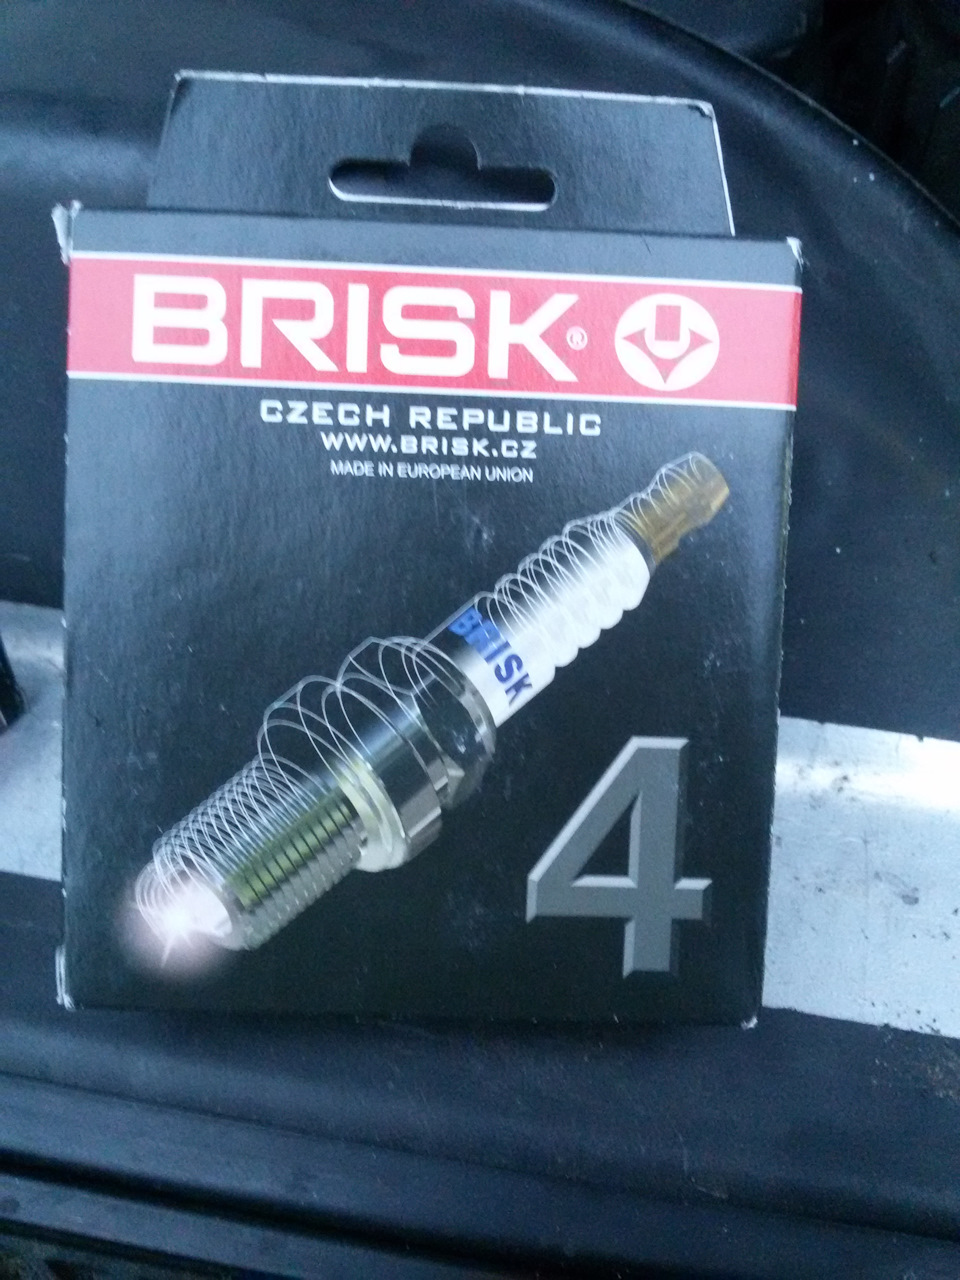 BRISK®
CZECH REPUBLIC
WWW.BRISK.CZ
MADE IN EUROPEAN UNION
BRISK
4